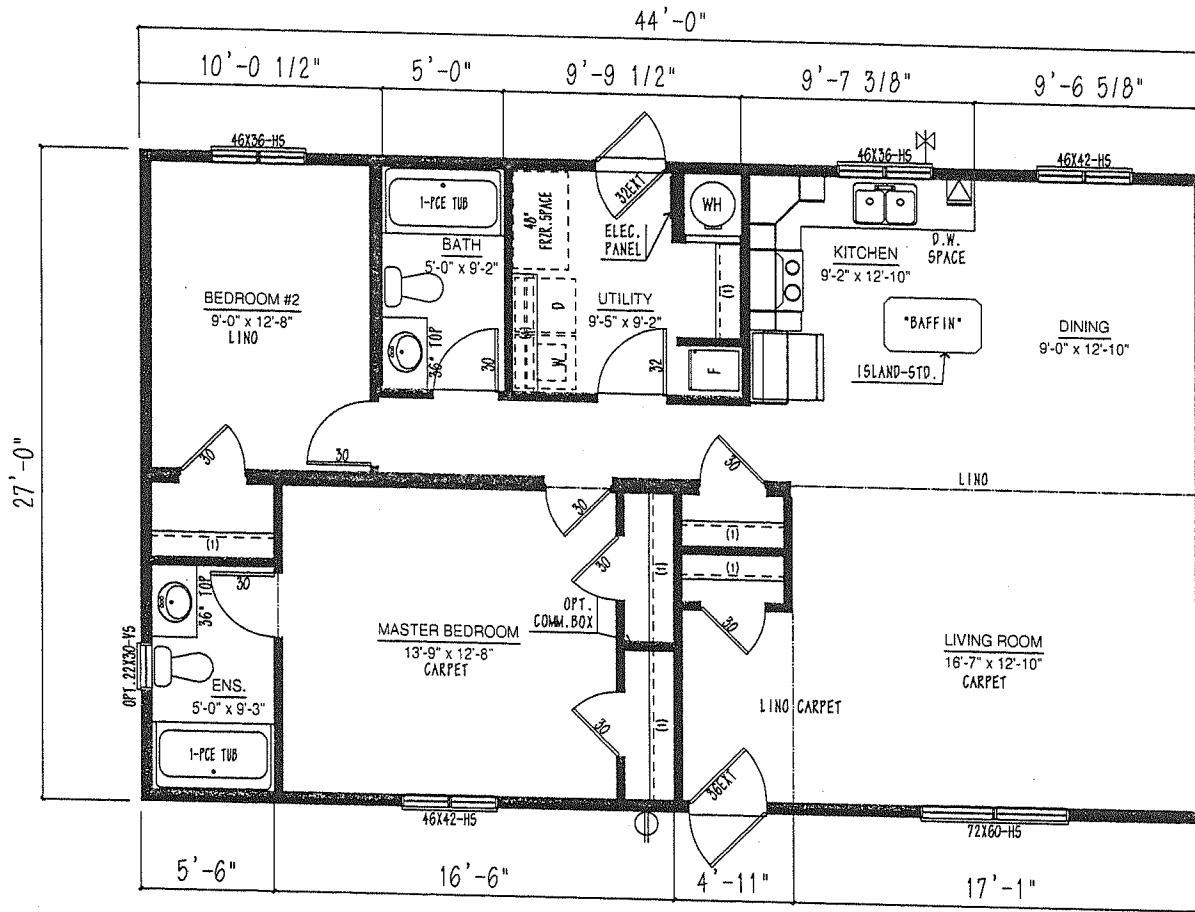 44'-0"
10'-0 1/2"
5'-0"
9'-9 1/2"
9'-7 3/8"
9'-6 5/8"
46X36-HS
46X36-HS
46X42-HS
32EXT
1-PCE TUB
48"
FRZR.SPACE
WH
ELEC.
PANEL
BATH
5'-0" x 9'-2"
KITCHEN
9'-2" x 12'-10"
D.W.
SPACE
BEDROOM #2
9'-0" x 12'-8"
LINO
UTILITY
9'-5" x 9'-2"
(1)
D
W
"BAFFIN"
DINING
9'-0" x 12'-10"
36" TOP
30
32
F
ISLAND-STD.
27'-0"
30
30
30
30
LINO
(1)
(1)
(1)
(1)
30
30
30
36" TOP
OPT.
COMM.BOX
MASTER BEDROOM
13'-9" x 12'-8"
CARPET
LIVING ROOM
16'-7" x 12'-10"
CARPET
OPT.22X30-VS
ENS.
5'-0" x 9'-3"
30
(1)
LINO CARPET
1-PCE TUB
36EXT
46X42-HS
72X60-HS
5'-6"
16'-6"
4'-11"
17'-1"